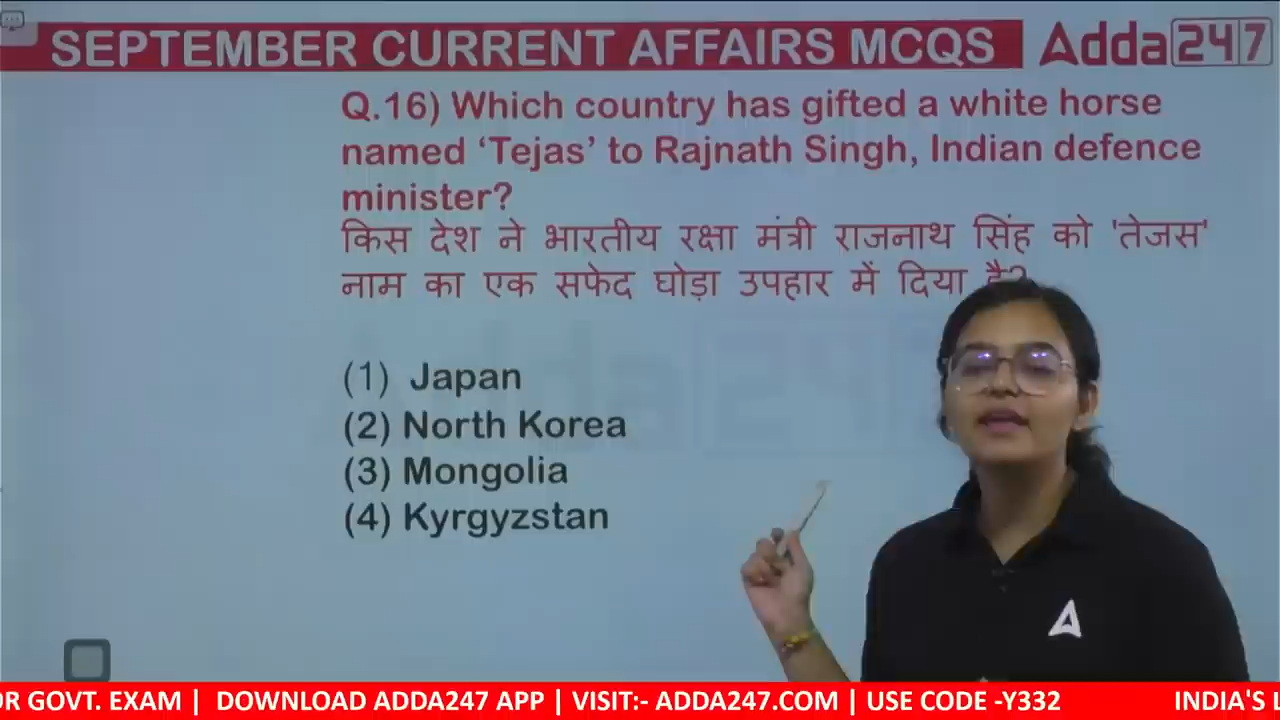 SEPTEMBER CURRENT AFFAIRS MCQS
Adda247
Q.16) Which country has gifted a white horse
named ‘Tejas’ to Rajnath Singh, Indian defence
minister?
किस देश ने भारतीय रक्षा मंत्री राजनाथ सिंह को 'तेजस'
नाम का एक सफेद घोड़ा उपहार में दिया है?
(1) Japan
(2) North Korea
(3) Mongolia
(4) Kyrgyzstan
OR GOVT. EXAM | DOWNLOAD ADDA247 APP | VISIT:- ADDA247.COM | USE CODE -Y332 INDIA'S L